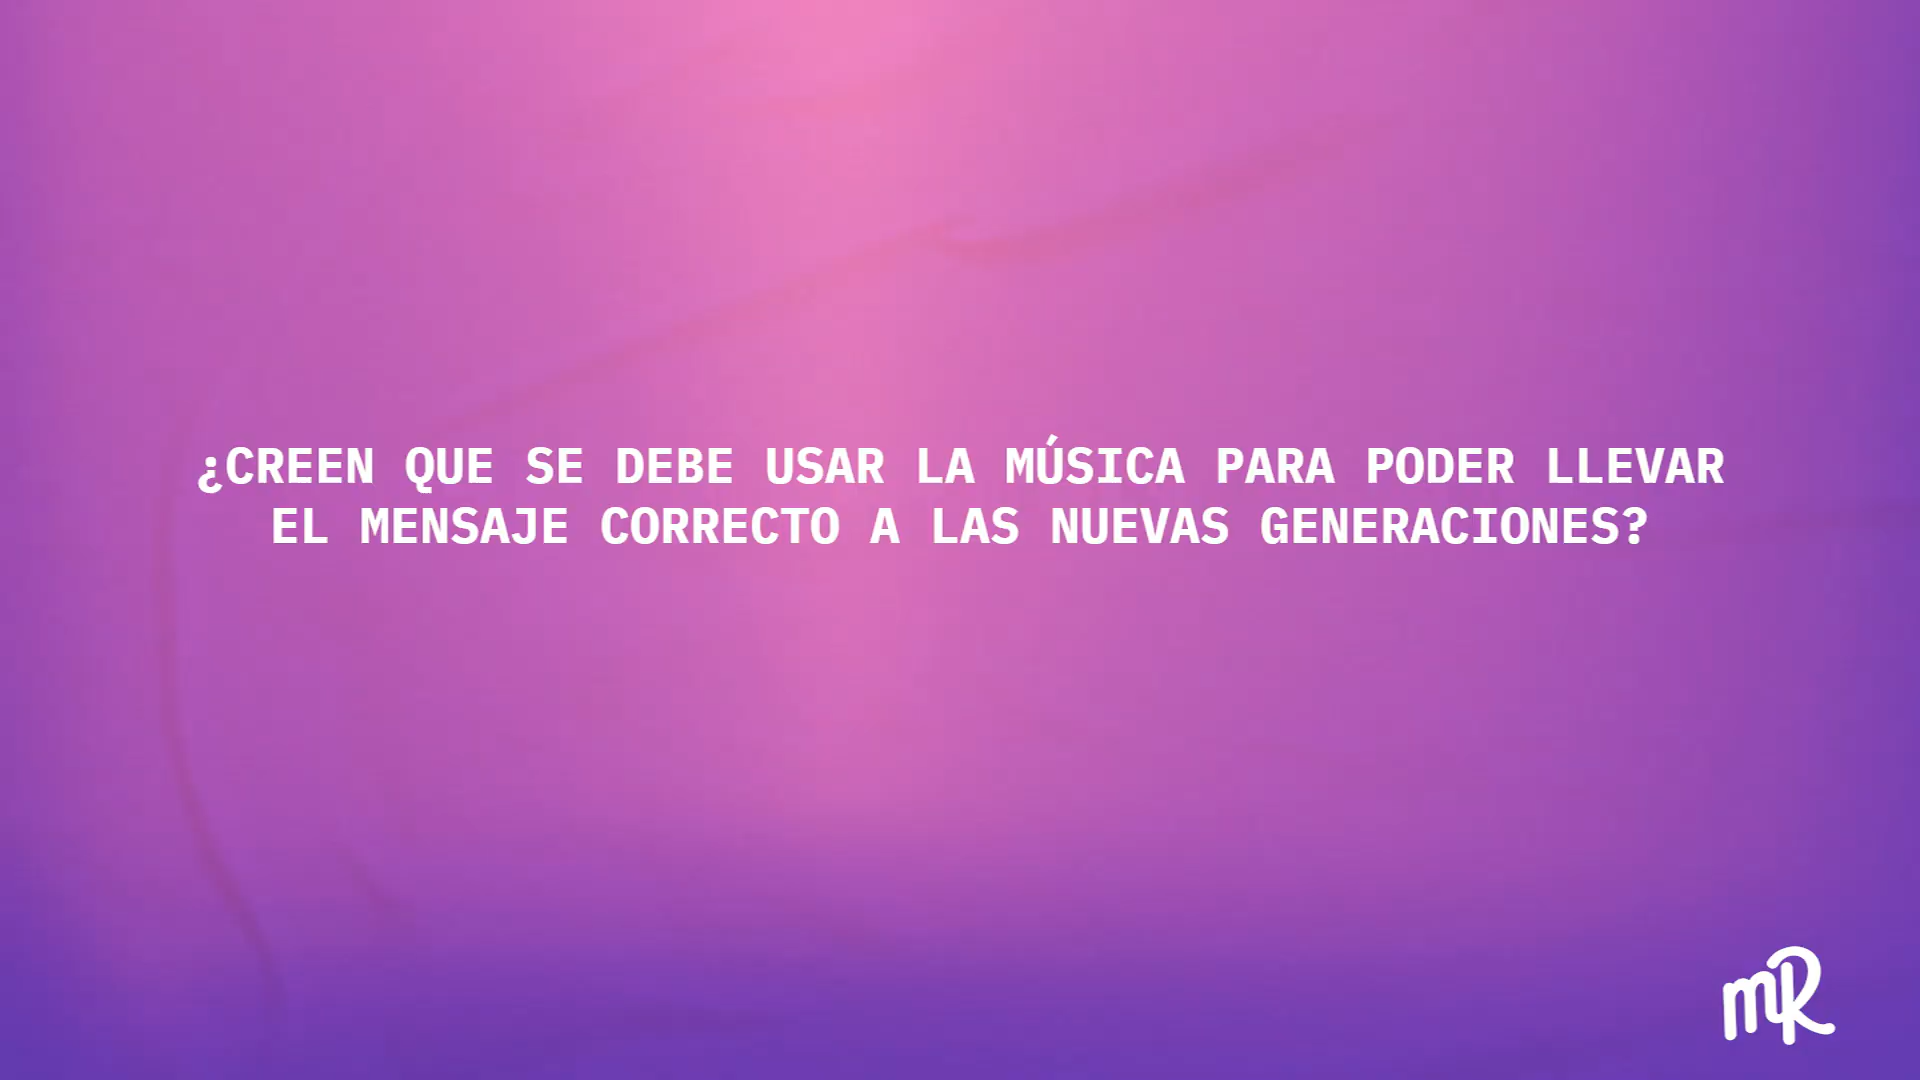 ¿CREEN QUE SE DEBE USAR LA MÚSICA PARA PODER LLEVAR
EL MENSAJE CORRECTO A LAS NUEVAS GENERACIONES?
mR